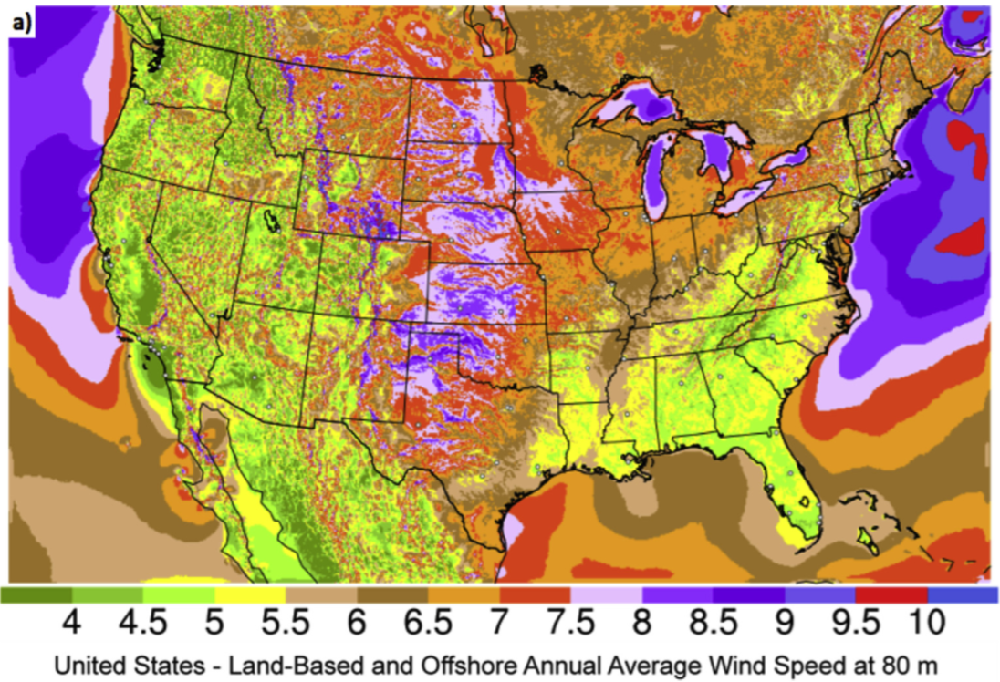 a)
4 4.5 5 5.5 6 6.5 7 7.5 8 8.5 9 9.5 10
United States - Land-Based and Offshore Annual Average Wind Speed at 80 m